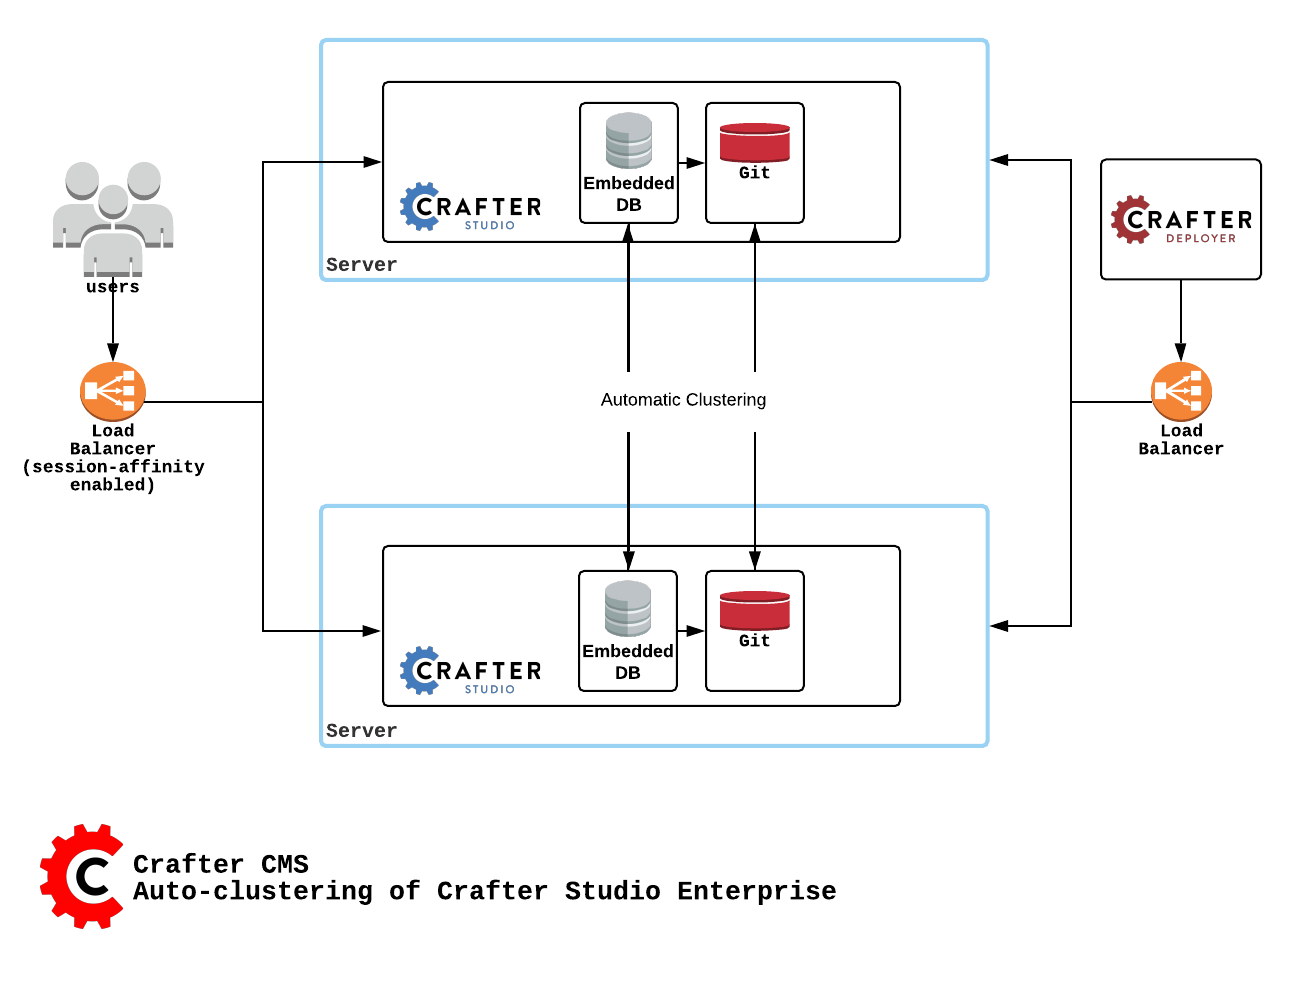 Embedded
DB
Git
CRAFTER
STUDIO
Server
users
CRAFTER
DEPLOYER
Load
Balancer
(session-affinity
enabled)
Automatic Clustering
Load
Balancer
Embedded
DB
Git
CRAFTER
STUDIO
Server
C
Crafter CMS
Auto-clustering of Crafter Studio Enterprise